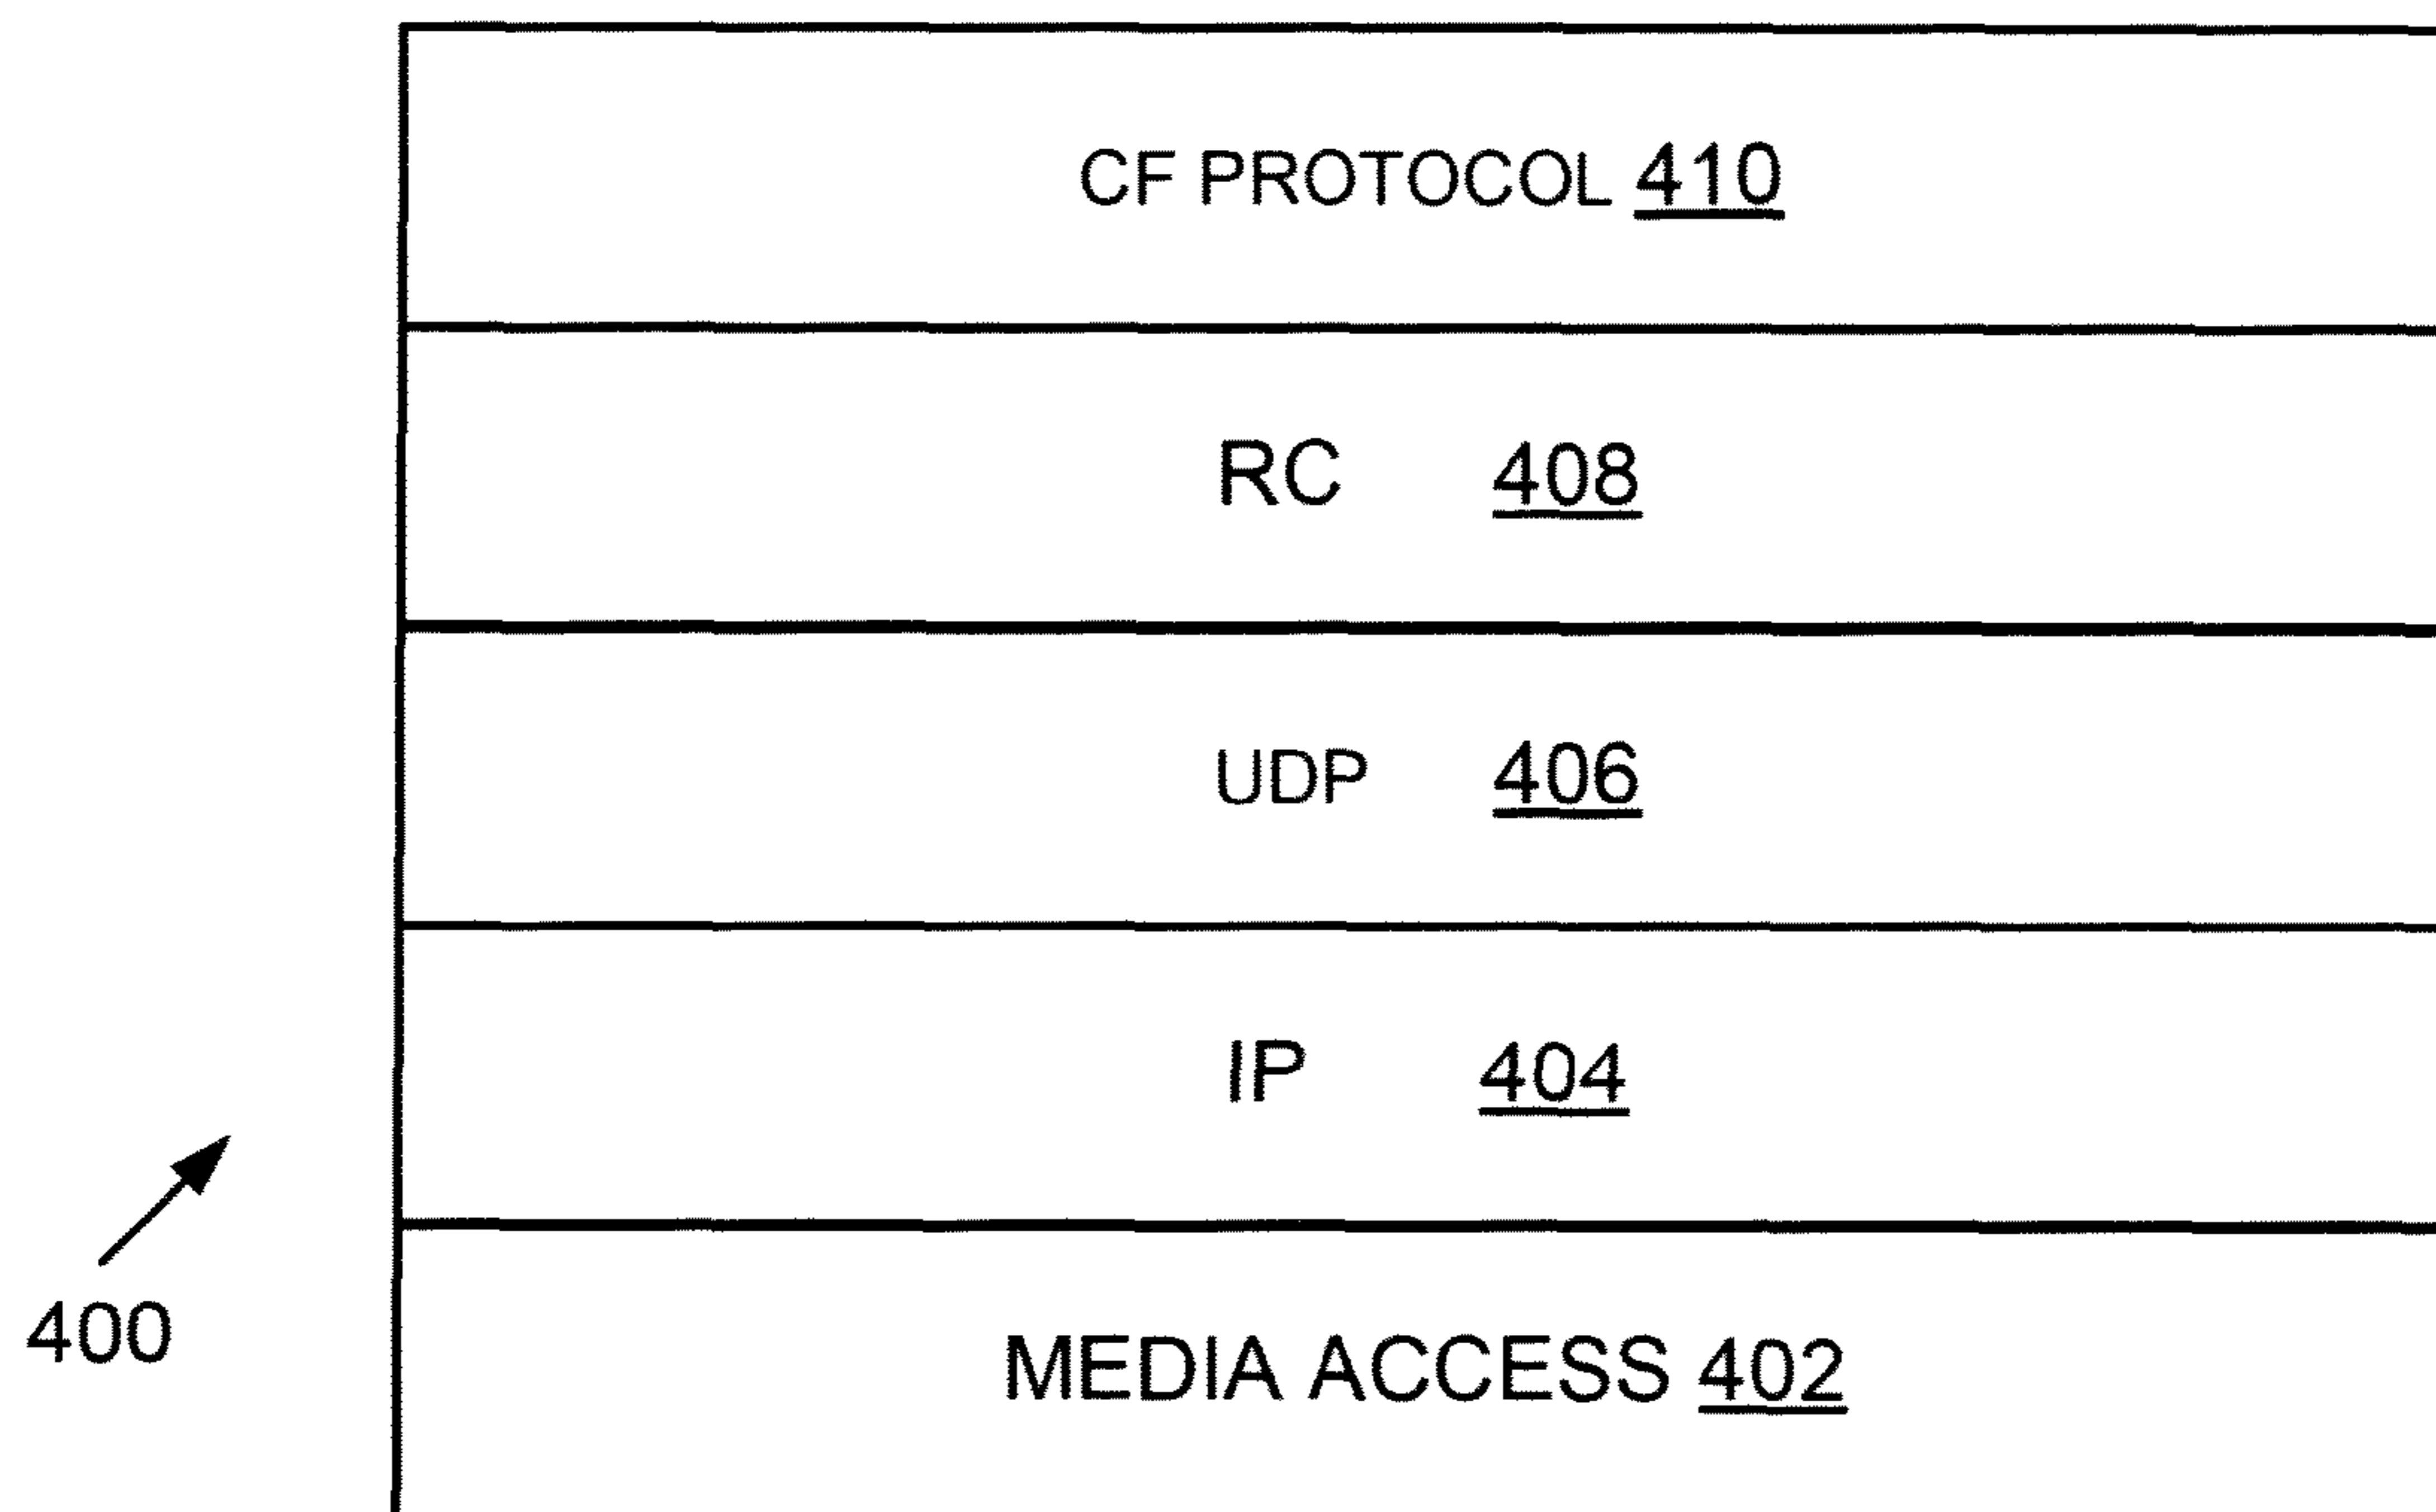 CF PROTOCOL 410
RC 408
UDP 406
IP 404
400
MEDIA ACCESS 402